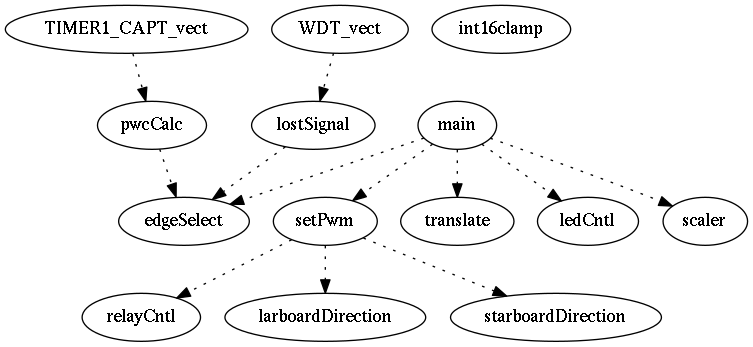 TIMER1_CAPT_vect
WDT_vect
int16clamp
pwcCalc
lostSignal
main
edgeSelect
setPwm
translate
ledCntl
scaler
relayCntl
larboardDirection
starboardDirection